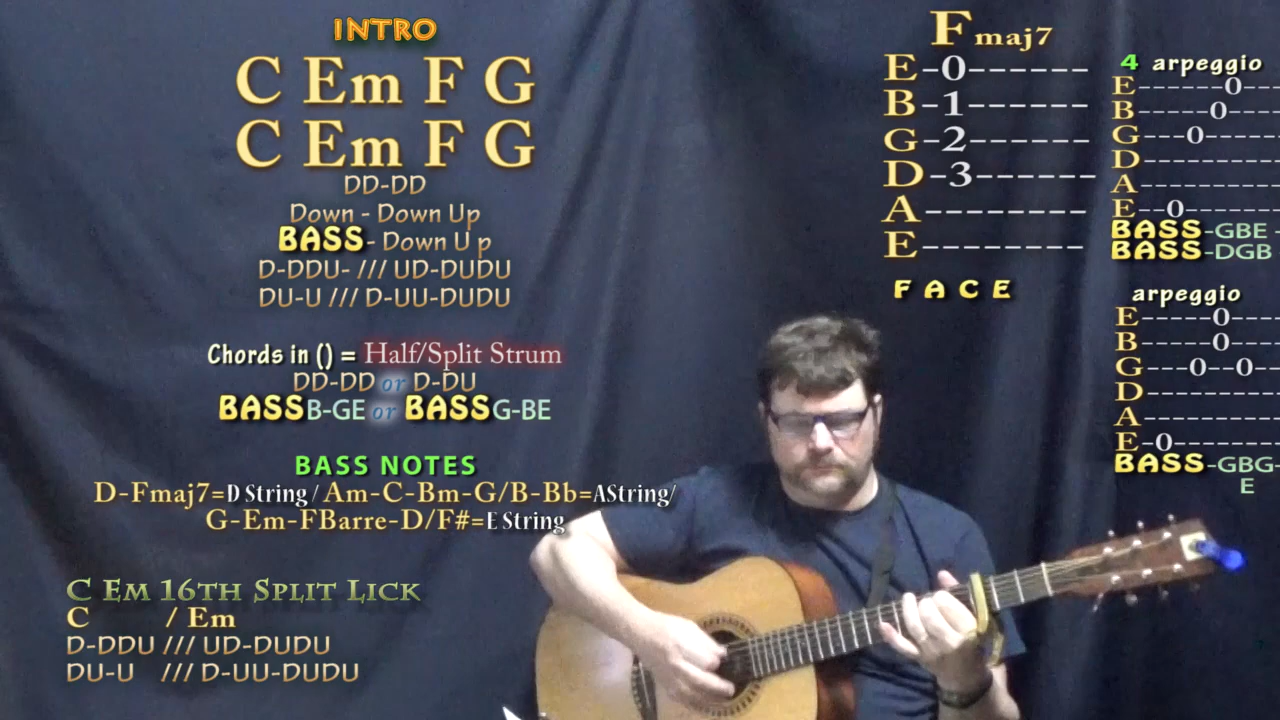 INTRO
C Em F G
C Em F G
DD-DD
Down - Down Up
BASS - Down U p
D-DDU- /// UD-DUDU
DU-U /// D-UU-DUDU
Chords in () = Half/Split Strum
DD-DD or D-DU
BASS B-GE or BASS G-BE
BASS NOTES
D-Fmaj7=D String / Am-C-Bm-G/B-Bb=AString/
G-Em-FBarre-D/F#=E String
C Em 16th Split Lick
C / Em
D-DDU /// UD-DUDU
DU-U /// D-UU-DUDU
Fmaj7
E-0------
B-1------
G-2------
D-3------
A--------
E--------
F A C E
4 arpeggio
E------0---
B-----0----
G---0-----
D---------
A---------
E--0------
BASS-GBE -
BASS-DGB
arpeggio
E-----0---
B-----0---
G---0--0--
D---------
A---------
E-0-------
BASS-GBG-
E